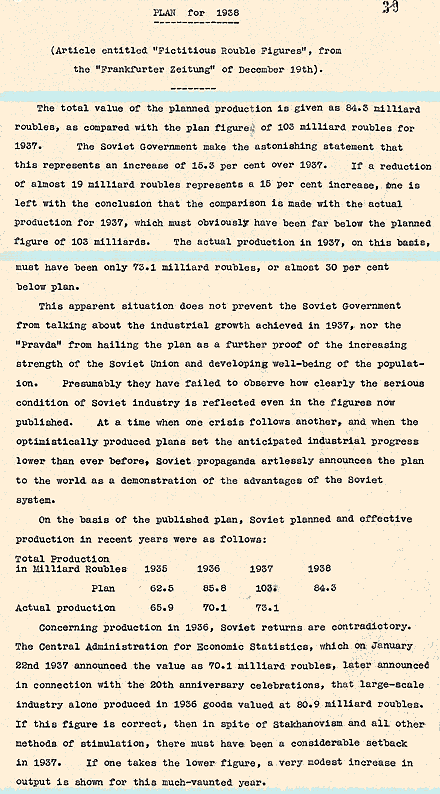 39
PLAN for 1938
(Article entitled "Fictitious Rouble Figures", from
the "Frankfurter Zeitung" of December 19th).
The total value of the planned production is given as 84.3 milliard
roubles, as compared with the plan figure of 103 milliard roubles for
1937. The Soviet Government make the astonishing statement that
this represents an increase of 15.3 per cent over 1937. If a reduction
of almost 19 milliard roubles represents a 15 per cent increase, one is
left with the conclusion that the comparison is made with the actual
production for 1937, which must obviously have been far below the planned
figure of 103 milliards. The actual production in 1937, on this basis,
must have been only 73.1 milliard roubles, or almost 30 per cent
below plan.
This apparent situation does not prevent the Soviet Government
from talking about the industrial growth achieved in 1937, nor the
"Pravda" from hailing the plan as a further proof of the increasing
strength of the Soviet Union and developing well-being of the populat-
ion. Presumably they have failed to observe how clearly the serious
condition of Soviet industry is reflected even in the figures now
published. At a time when one crisis follows another, and when the
optimistically produced plans set the anticipated industrial progress
lower than ever before, Soviet propaganda artlessly announces the plan
to the world as a demonstration of the advantages of the Soviet
system.
On the basis of the published plan, Soviet planned and effective
production in recent years were as follows:
Total Production
in Milliard Roubles 1935 1936 1937 1938
Plan 62.5 85.8 103. 84.3
Actual production 65.9 70.1 73.1
Concerning production in 1936, Soviet returns are contradictory.
The Central Administration for Economic Statistics, which on January
22nd 1937 announced the value as 70.1 milliard roubles, later announced
in connection with the 20th anniversary celebrations, that large-scale
industry alone produced in 1936 goods valued at 80.9 milliard roubles.
If this figure is correct, then in spite of Stakhanovism and all other
methods of stimulation, there must have been a considerable setback
in 1937. If one takes the lower figure, a very modest increase in
output is shown for this much-vaunted year.